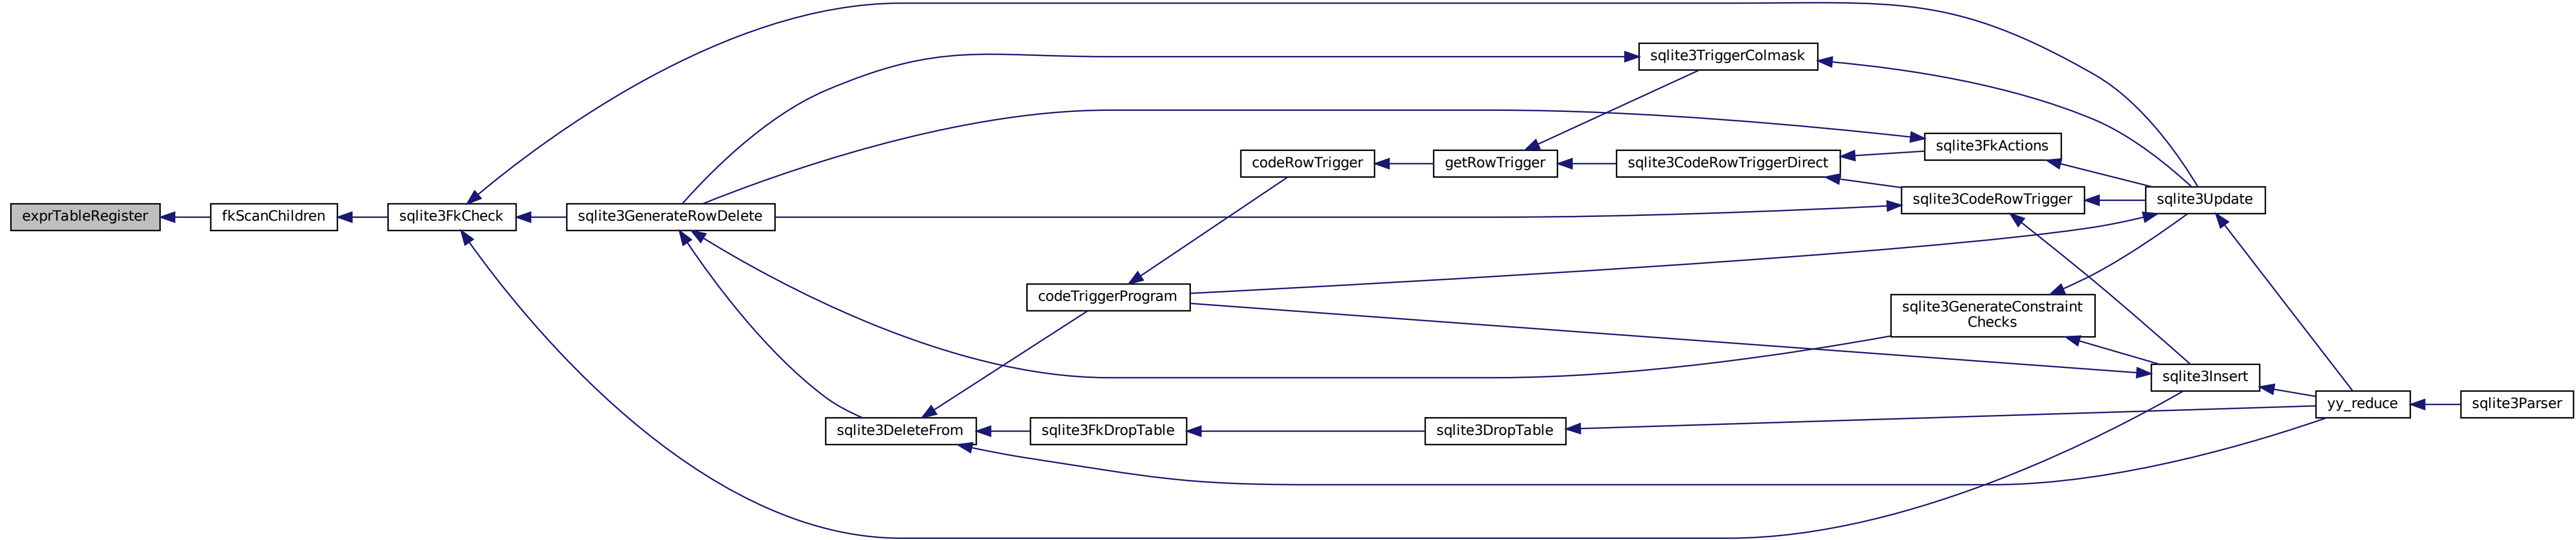 sqlite3TriggerColmask
sqlite3FkActions
codeRowTrigger
getRowTrigger
sqlite3CodeRowTriggerDirect
sqlite3CodeRowTrigger
sqlite3Update
exprTableRegister
fkScanChildren
sqlite3FkCheck
sqlite3GenerateRowDelete
codeTriggerProgram
sqlite3GenerateConstraint
Checks
sqlite3Insert
yy_reduce
sqlite3Parser
sqlite3DeleteFrom
sqlite3FkDropTable
sqlite3DropTable